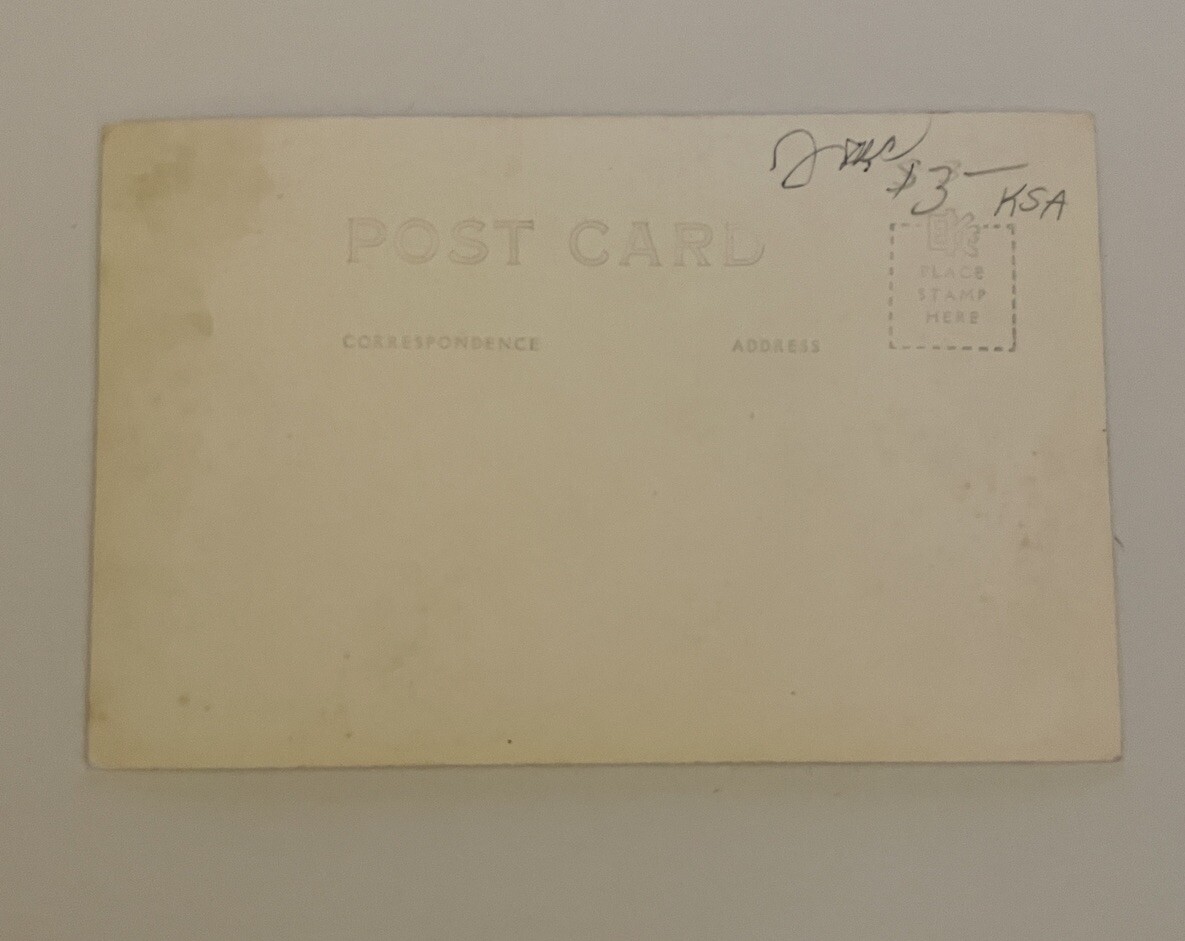 $3-
KSA
POST CARD
PLACE
STAMP
HERE
CORRESPONDENCE
ADDRESS